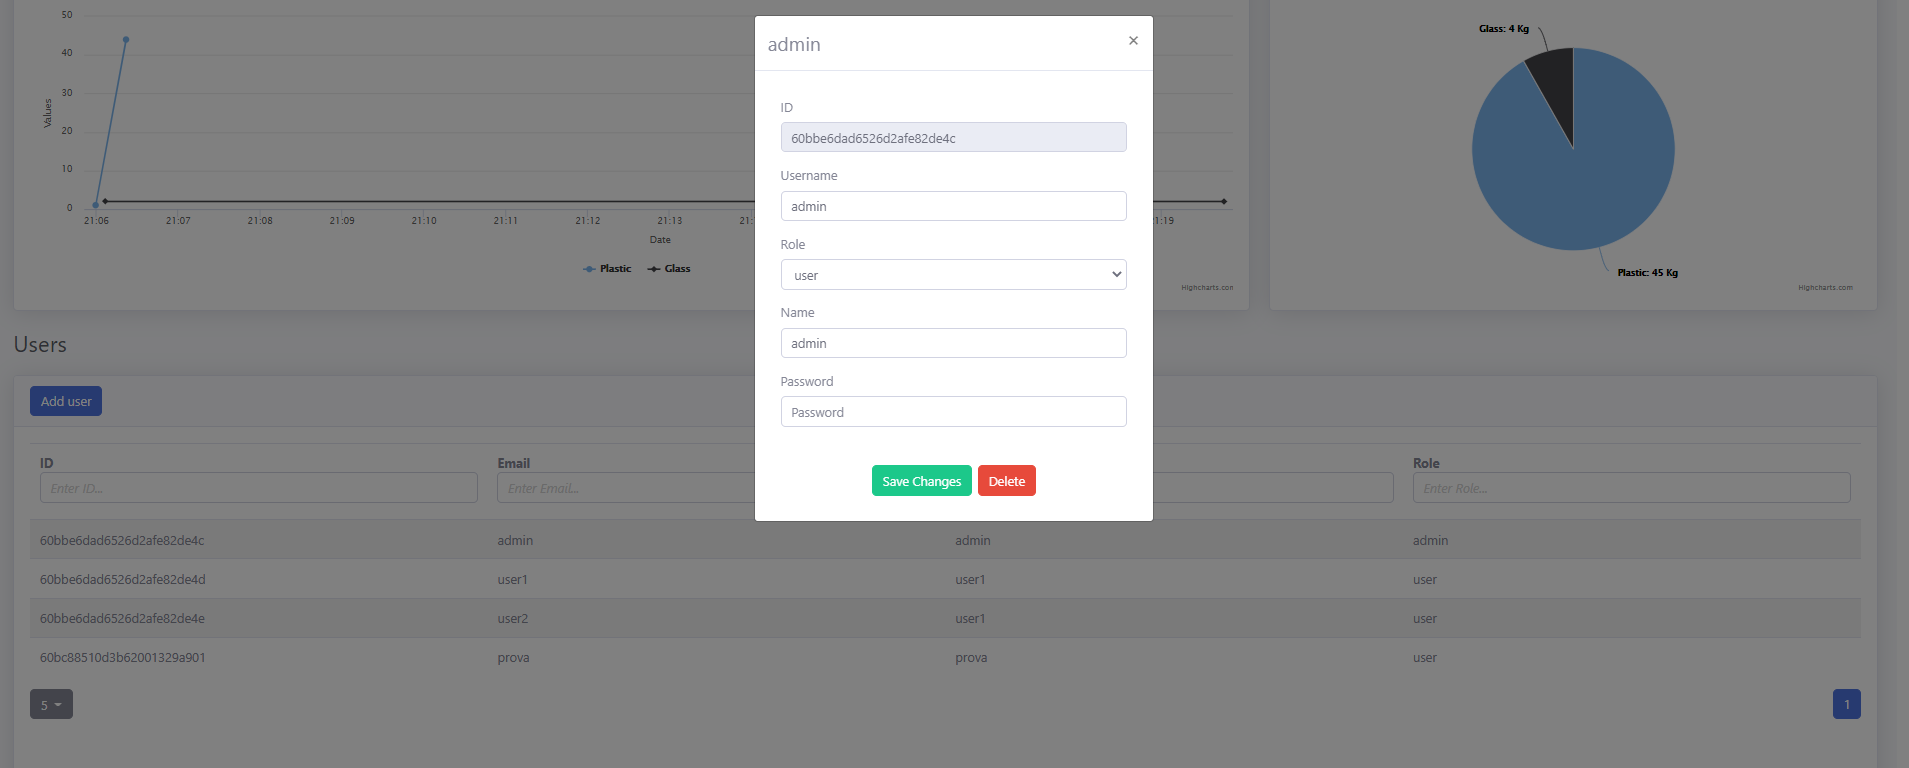 50
40
30
20
10
0
Values
21:06 21:07 21:08 21:09 21:10 21:11 21:12 21:13 21: 1:19
Date
Plastic Glass
Highcharts.com
Glass: 4 Kg
Plastic: 45 Kg
Highcharts.com
admin ×
ID
60bbe6dad6526d2afe82de4c
Username
admin
Role
user
Name
admin
Password
Password
Save Changes Delete
Users
Add user
ID Email Role
Enter ID... Enter Email... Enter Role...
60bbe6dad6526d2afe82de4c admin admin admin
60bbe6dad6526d2afe82de4d user1 user1 user
60bbe6dad6526d2afe82de4e user2 user1 user
60bc88510d3b62001329a901 prova prova user
5 1